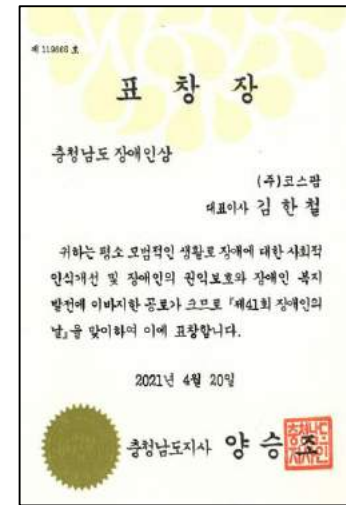 제 119868 호
표 창 장
충청남도 장애인상
(주)코스팜
대표이사 김 한 철
귀하는 평소 모범적인 생활로 장애에 대한 사회적
인식개선 및 장애인의 권익보호와 장애인 복지
발전에 이바지한 공로가 크므로 『제41회 장애인의
날』을 맞이하여 이에 표창합니다.
2021년 4월 20일
충청남도지사 양 승 조